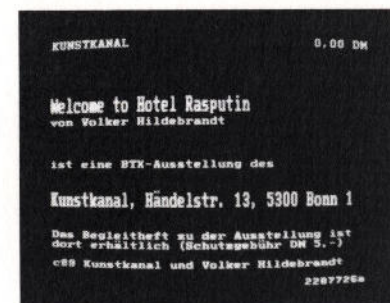 KUNSTKANAL 0,00 DM
Welcome to Hotel Rasputin
von Volker Hildebrandt
ist eine BTX-Ausstellung des
Kunstkanal, Händelstr. 13, 5300 Bonn 1
Das Begleitheft zu der Ausstellung ist
dort erhältlich (Schutzgebühr DM 5.-)
c89 Kunstkanal und Volker Hildebrandt
2287726a